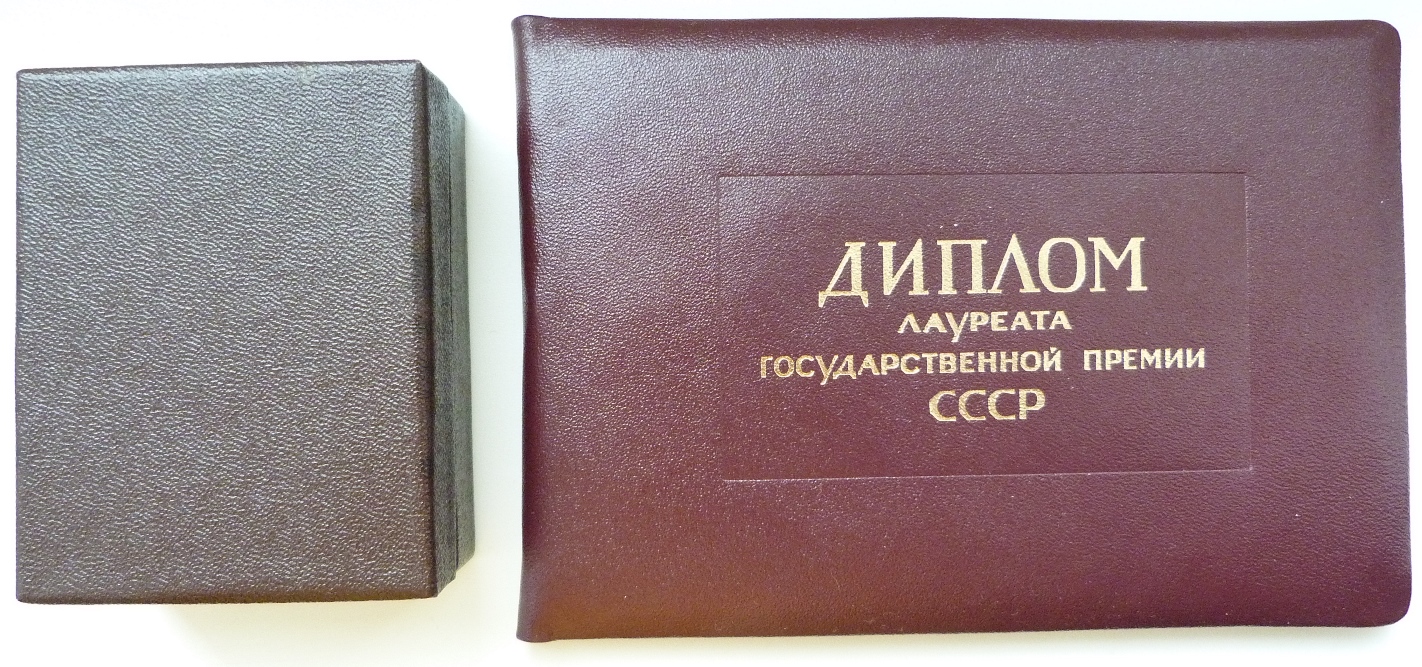 ДИПЛОМ
ЛАУРЕАТА
ГОСУДАРСТВЕННОЙ ПРЕМИИ
СССР